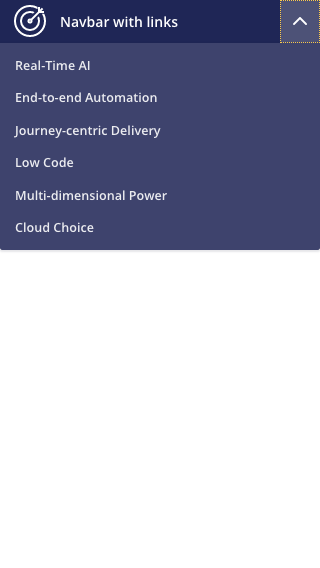 Navbar with links
Real-Time AI
End-to-end Automation
Journey-centric Delivery
Low Code
Multi-dimensional Power
Cloud Choice